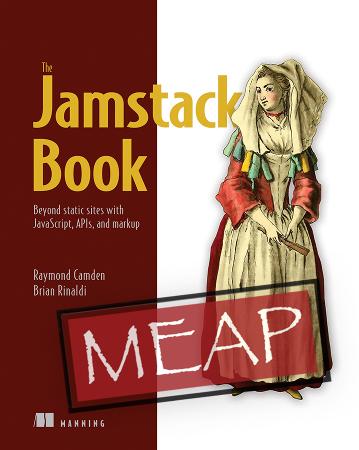 The
Jamstack
Book
Beyond static sites with
JavaScript, APIs, and markup
Raymond Camden
Brian Rinaldi
MEAP
MANNING